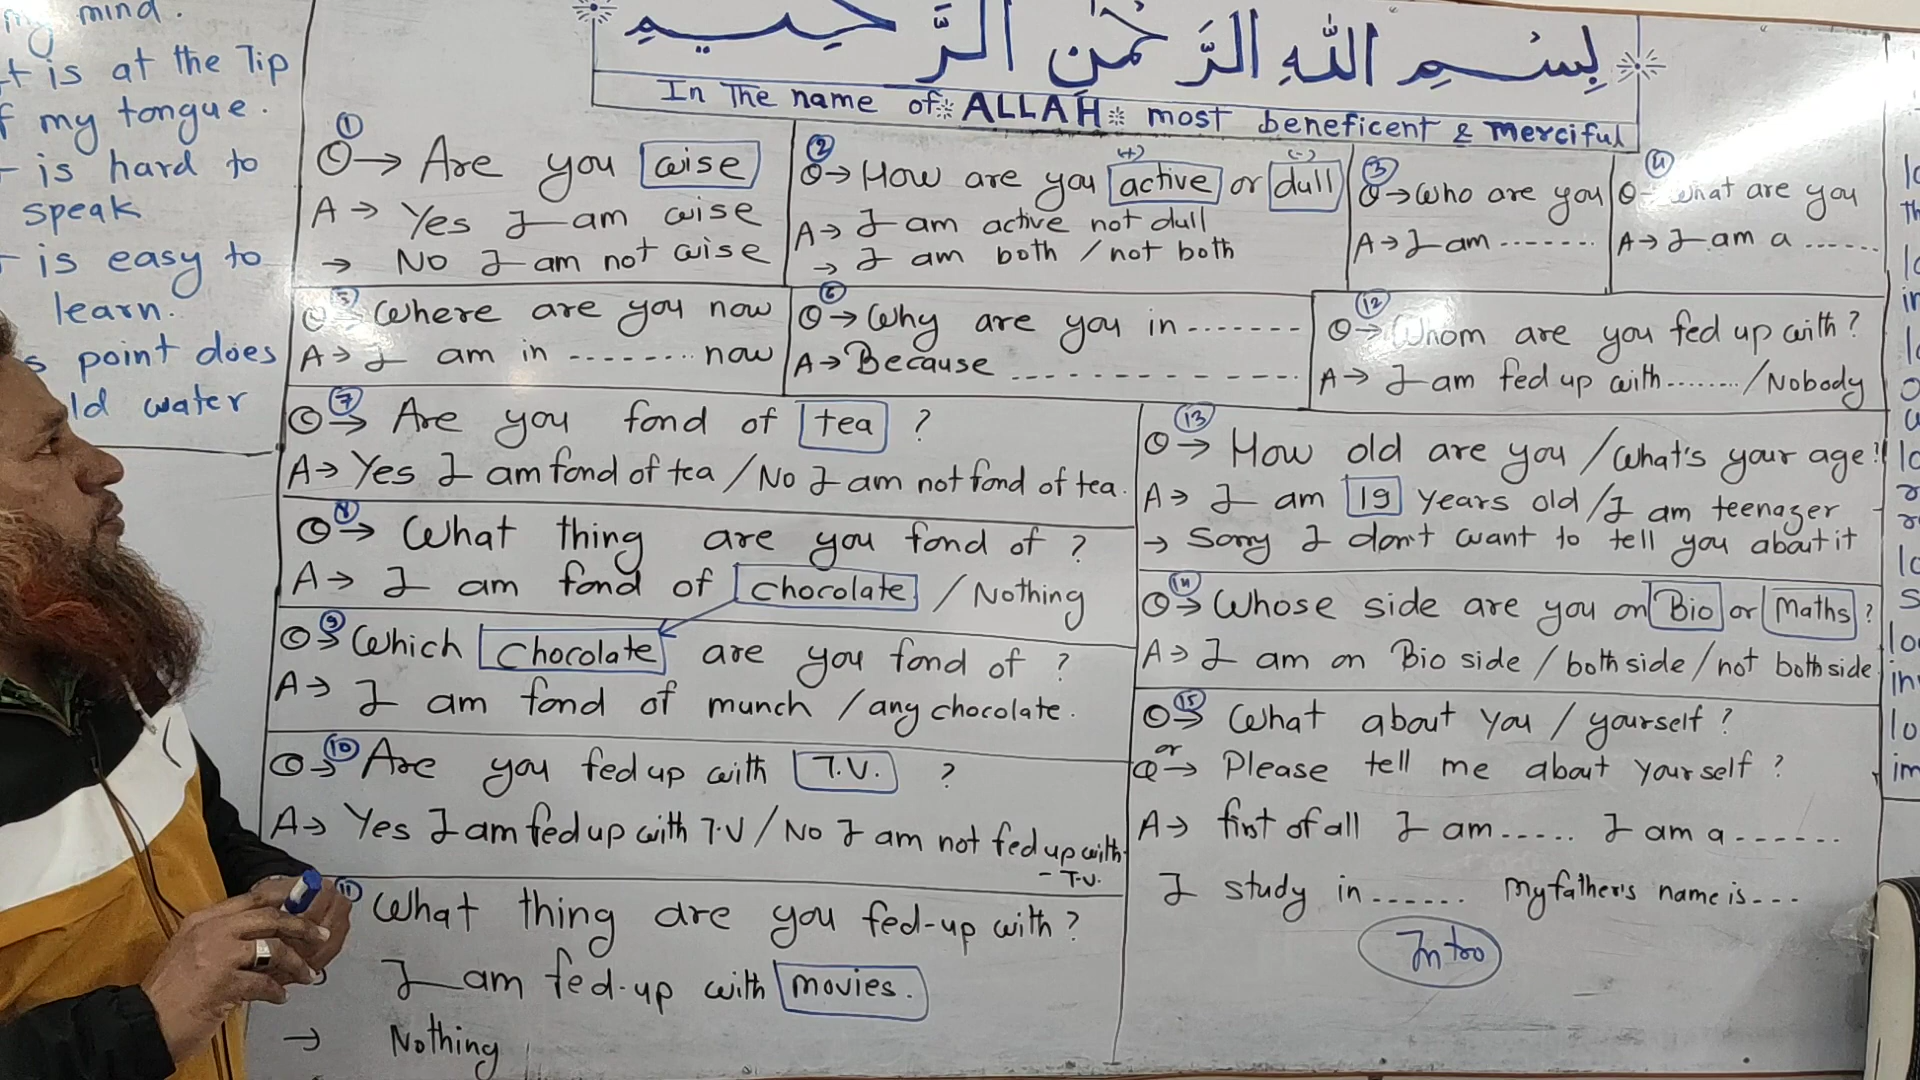 my mind.
t is at the Tip
f my tongue.
is hard to
speak
is easy to
learn.
s point does
ld water
بِسْمِ اللهِ الرَّحْمٰنِ الرَّحِيمِ
In The name of ALLAH most beneficent & merciful
1
Q → Are you wise
A → Yes I am wise
→ No I am not wise
2 (+) (-)
Q → How are you active or dull
A → I am active not dull
→ I am both / not both
3
Q → Who are you
A → I am .......
4
Q → What are you
A → I am a ......
5
Q → Where are you now
A → I am in ........ now
6
Q → Why are you in .......
A → Because ..............
12
Q → Whom are you fed up with?
A → I am fed up with ....... / Nobody
7
Q → Are you fond of tea ?
A → Yes I am fond of tea / No I am not fond of tea.
8
Q → What thing are you fond of ?
A → I am fond of chocolate / Nothing
9
Q → Which chocolate are you fond of ?
A → I am fond of munch / any chocolate.
10
Q → Are you fed up with T.V. ?
A → Yes I am fed up with T.V / No I am not fed up with
- T.V.
11
What thing are you fed-up with?
I am fed-up with movies.
→ Nothing
13
Q → How old are you / What's your age?
A → I am 19 years old / I am teenager
→ Sorry I don't want to tell you about it
14
Q → Whose side are you on Bio or Maths ?
A → I am on Bio side / both side / not both side
15
Q → What about you / yourself ?
or
Q → Please tell me about yourself ?
A → first of all I am ..... I am a ......
I study in ...... My father's name is ...
Intro